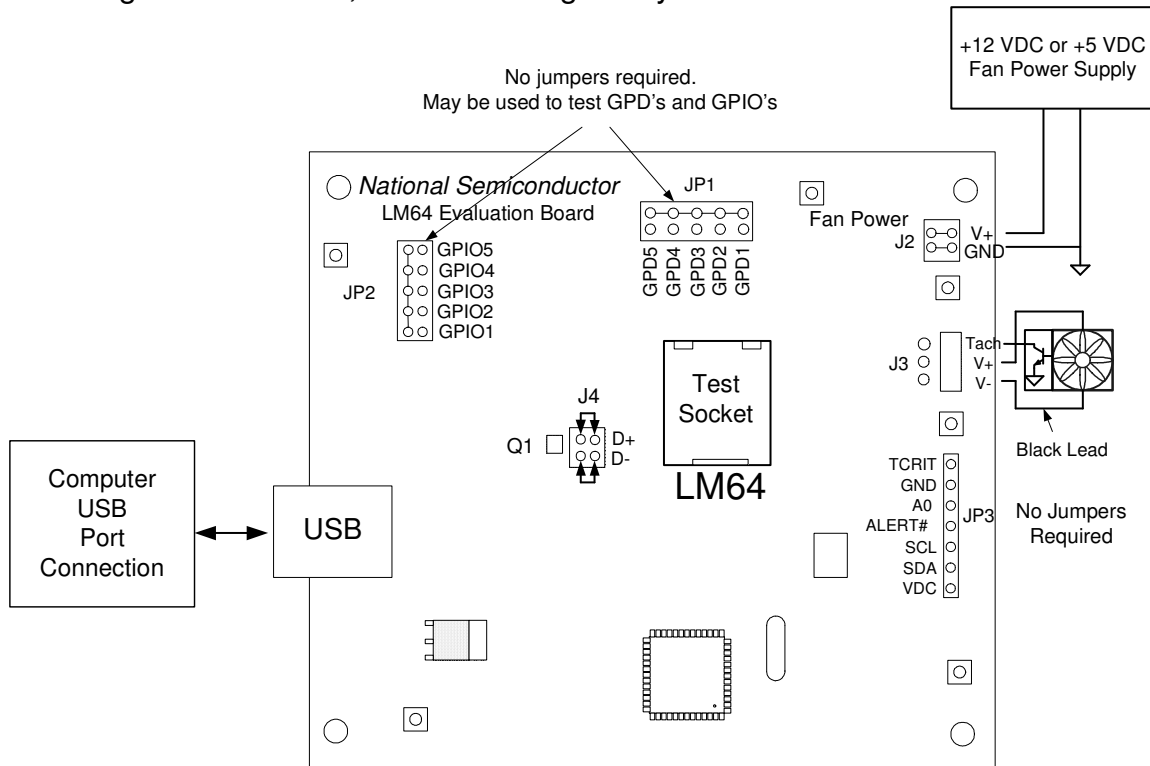 +12 VDC or +5 VDC
Fan Power Supply
No jumpers required.
May be used to test GPD's and GPIO's
National Semiconductor
LM64 Evaluation Board
JP1
Fan Power
J2
V+
GND
GPD5
GPD4
GPD3
GPD2
GPD1
JP2
GPIO5
GPIO4
GPIO3
GPIO2
GPIO1
J3
Tach
V+
V-
Black Lead
Test
Socket
LM64
J4
Q1
D+
D-
Computer
USB
Port
Connection
USB
TCRIT
GND
A0
ALERT#
SCL
SDA
VDC
JP3
No Jumpers
Required